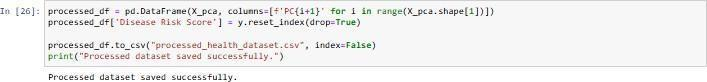 In [26]: processed_df = pd.DataFrame(X_pca, columns=[f'PC{i+1}' for i in range(X_pca.shape[1])])
processed_df['Disease Risk Score'] = y.reset_index(drop=True)
processed_df.to_csv("processed_health_dataset.csv", index=False)
print("Processed dataset saved successfully.")
Processed dataset saved successfully.